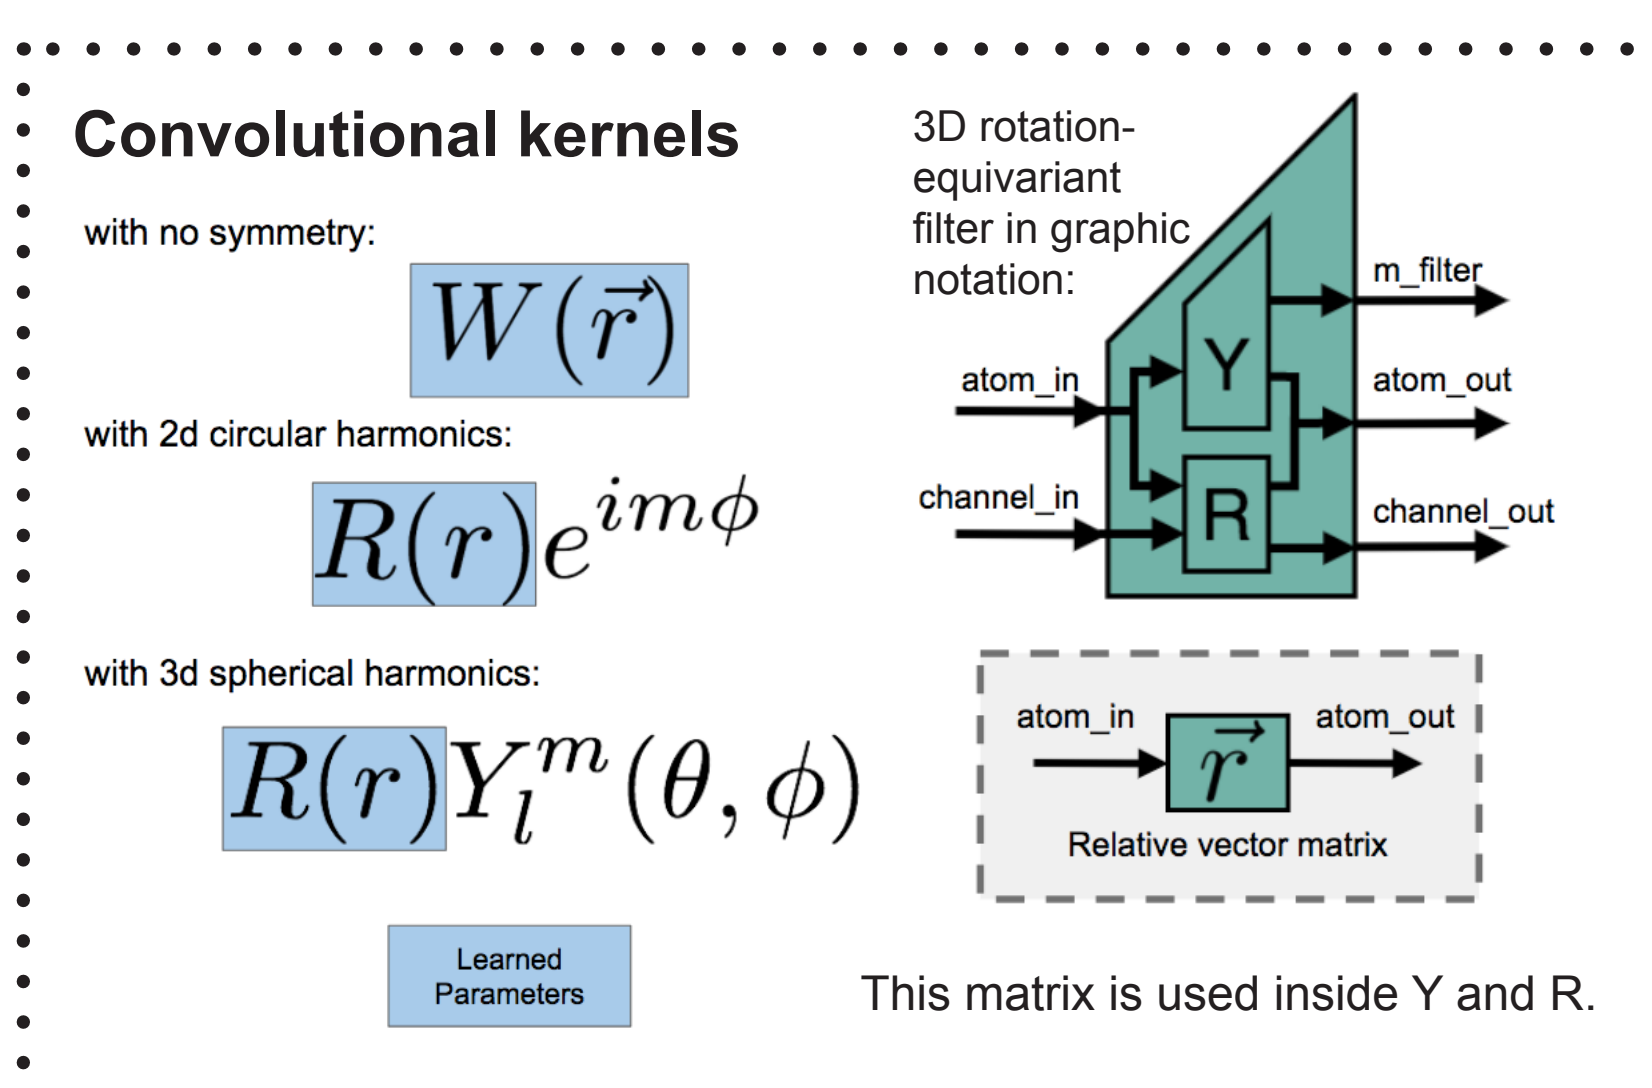 Convolutional kernels
with no symmetry:
W(r⃗)
with 2d circular harmonics:
R(r)e^{imϕ}
with 3d spherical harmonics:
R(r)Y_l^m(θ, ϕ)
Learned
Parameters
3D rotation-
equivariant
filter in graphic
notation:
m_filter
atom_in
atom_out
channel_in
channel_out
Y
R
atom_in
atom_out
r⃗
Relative vector matrix
This matrix is used inside Y and R.